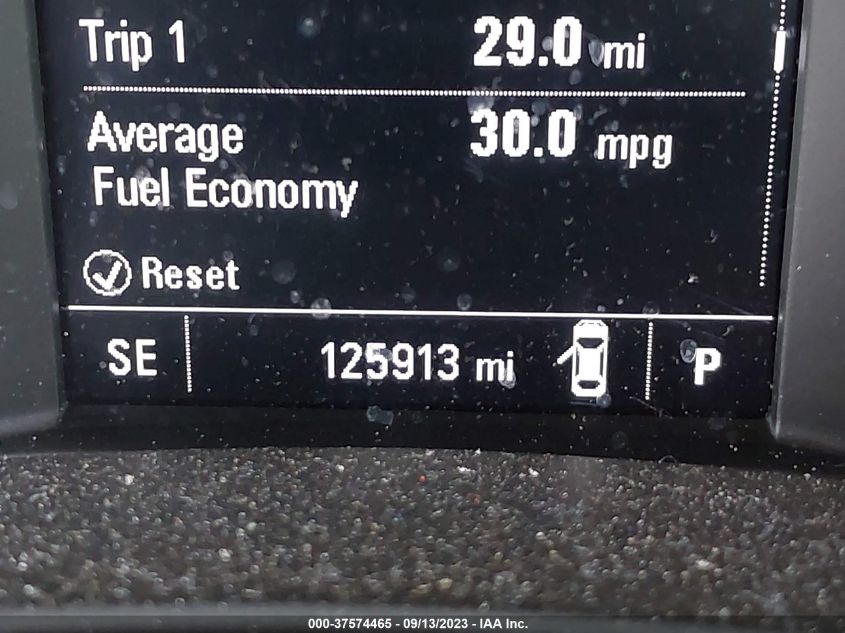 Trip 1 29.0 mi
Average 30.0 mpg
Fuel Economy
Reset
SE 125913 mi P
000-37574465 - 09/13/2023 - IAA Inc.